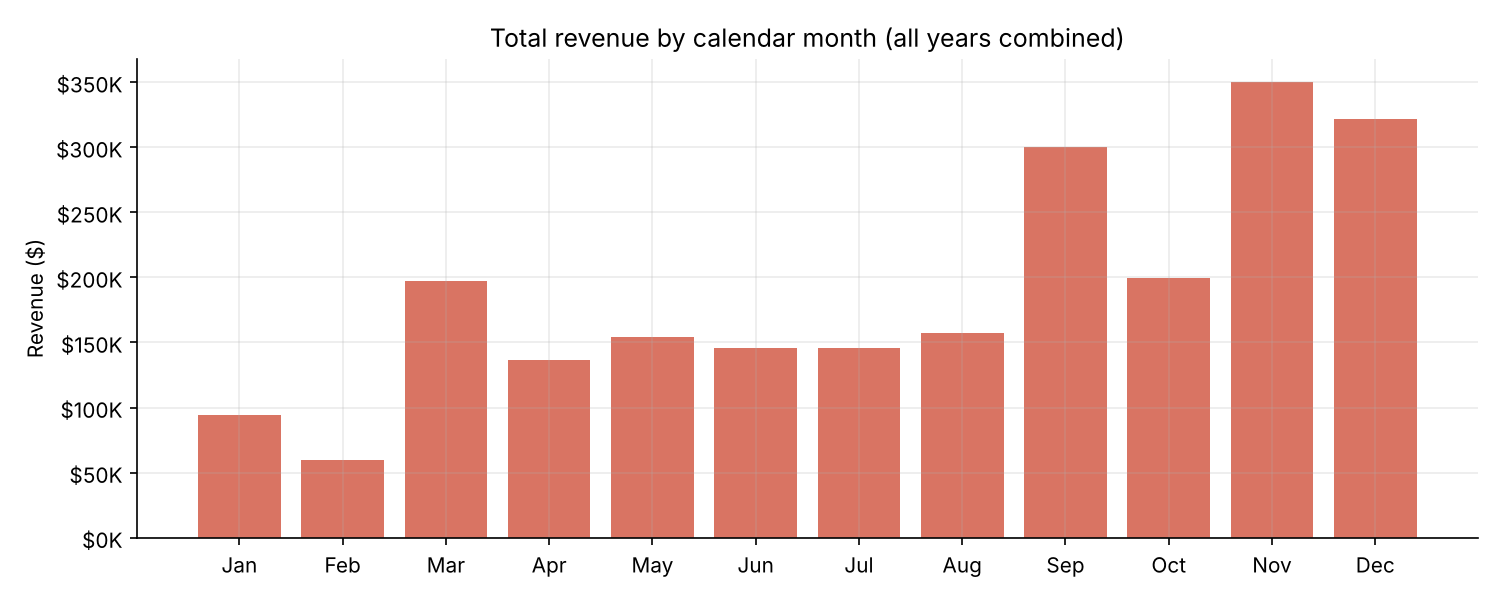 Total revenue by calendar month (all years combined)
Revenue ($)
$350K
$300K
$250K
$200K
$150K
$100K
$50K
$0K
Jan Feb Mar Apr May Jun Jul Aug Sep Oct Nov Dec